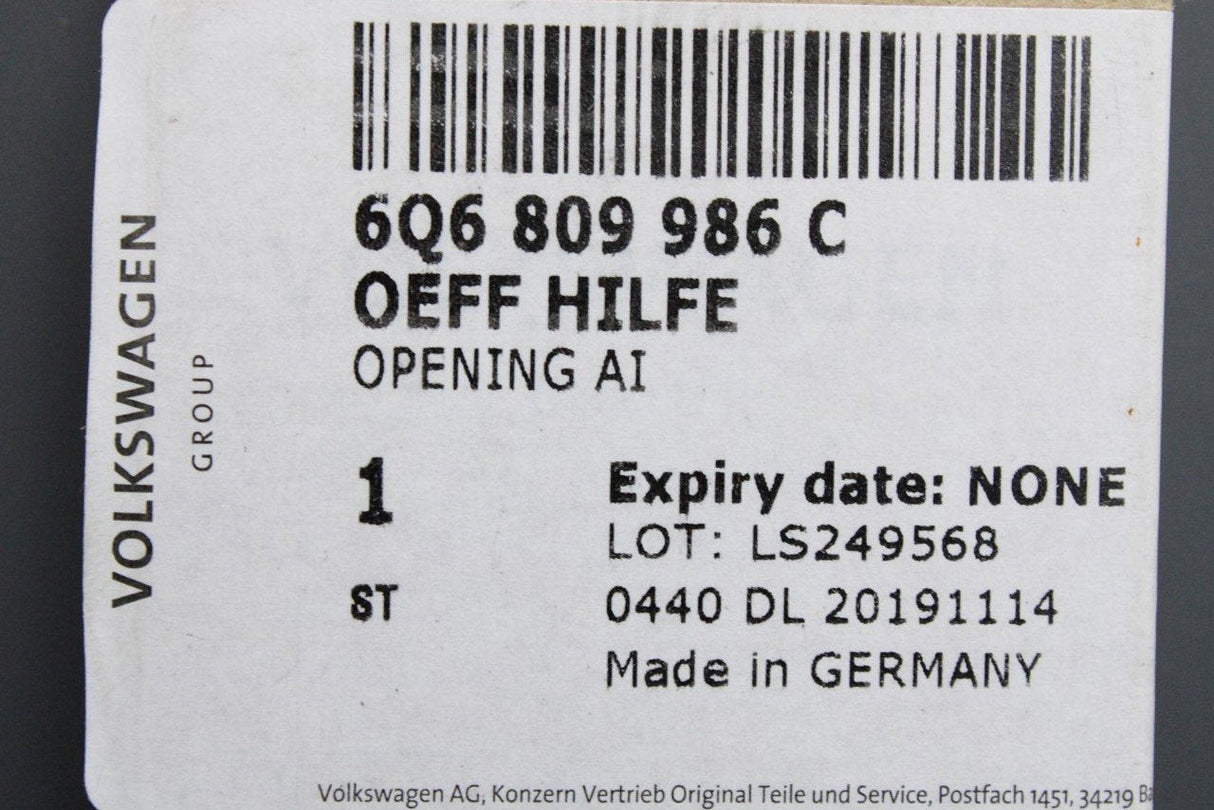 VOLKSWAGEN
GROUP
6Q6 809 986 C
OEFF HILFE
OPENING AI
1
Expiry date: NONE
LOT: LS249568
ST
0440 DL 20191114
Made in GERMANY
Volkswagen AG, Konzern Vertrieb Original Teile und Service, Postfach 1451, 34219